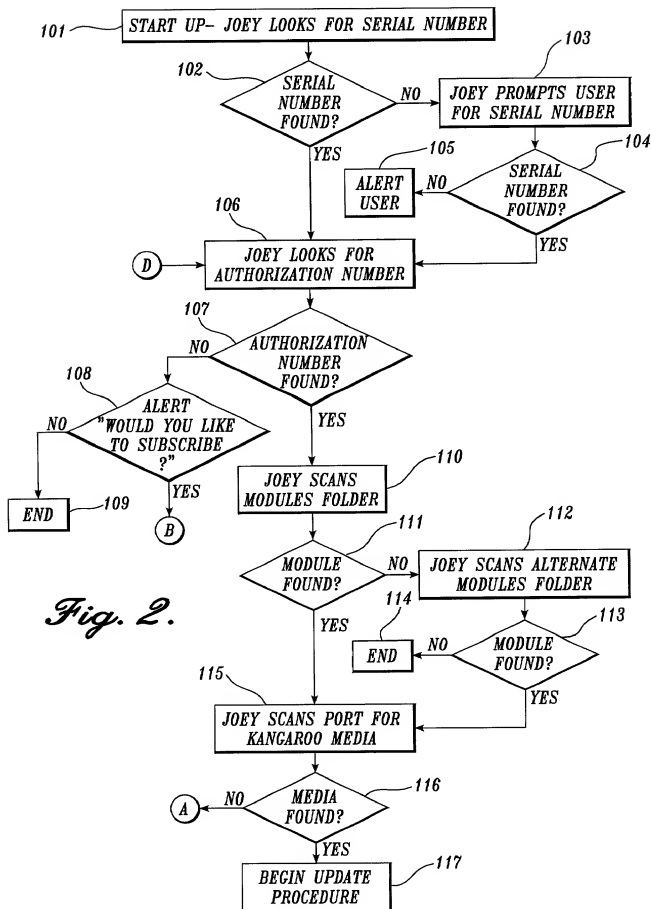 101
START UP- JOEY LOOKS FOR SERIAL NUMBER
102
SERIAL
NUMBER
FOUND?
NO
YES
103
JOEY PROMPTS USER
FOR SERIAL NUMBER
104
SERIAL
NUMBER
FOUND?
NO
YES
105
ALERT
USER
106
D
JOEY LOOKS FOR
AUTHORIZATION NUMBER
107
AUTHORIZATION
NUMBER
FOUND?
NO
YES
108
ALERT
"WOULD YOU LIKE
TO SUBSCRIBE
?"
NO
YES
END
109
B
110
JOEY SCANS
MODULES FOLDER
111
MODULE
FOUND?
NO
YES
112
JOEY SCANS ALTERNATE
MODULES FOLDER
113
MODULE
FOUND?
NO
YES
114
END
Fig. 2.
115
JOEY SCANS PORT FOR
KANGAROO MEDIA
116
MEDIA
FOUND?
NO
A
YES
117
BEGIN UPDATE
PROCEDURE